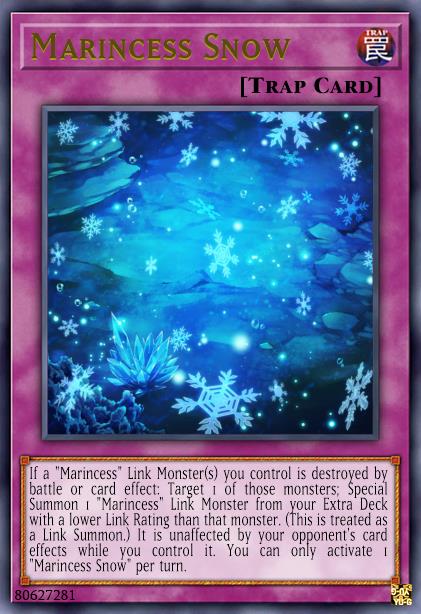 MARINCESS SNOW
TRAP
罠
[TRAP CARD]
If a "Marincess" Link Monster(s) you control is destroyed by
battle or card effect: Target 1 of those monsters; Special
Summon 1 "Marincess" Link Monster from your Extra Deck
with a lower Link Rating than that monster. (This is treated as
a Link Summon.) It is unaffected by your opponent's card
effects while you control it. You can only activate 1
"Marincess Snow" per turn.
80627281